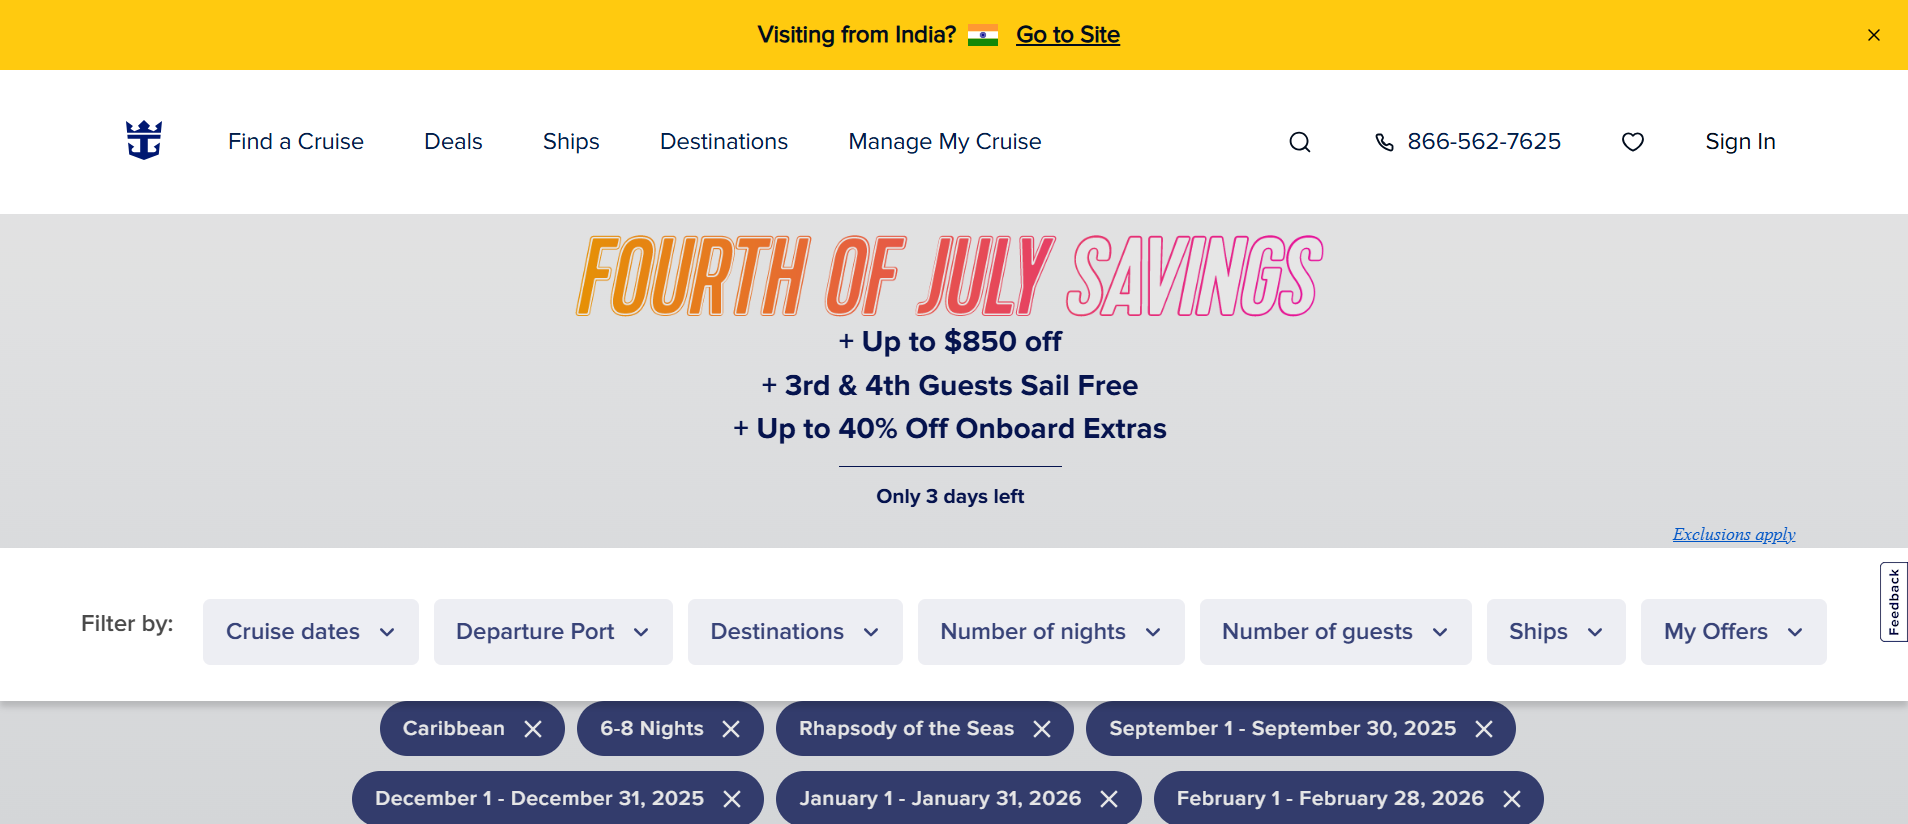 Visiting from India? Go to Site
Find a Cruise Deals Ships Destinations Manage My Cruise 866-562-7625 Sign In
FOURTH OF JULY SAVINGS
+ Up to $850 off
+ 3rd & 4th Guests Sail Free
+ Up to 40% Off Onboard Extras
Only 3 days left
Exclusions apply
Feedback
Filter by: Cruise dates Departure Port Destinations Number of nights Number of guests Ships My Offers
Caribbean 6-8 Nights Rhapsody of the Seas September 1 - September 30, 2025
December 1 - December 31, 2025 January 1 - January 31, 2026 February 1 - February 28, 2026